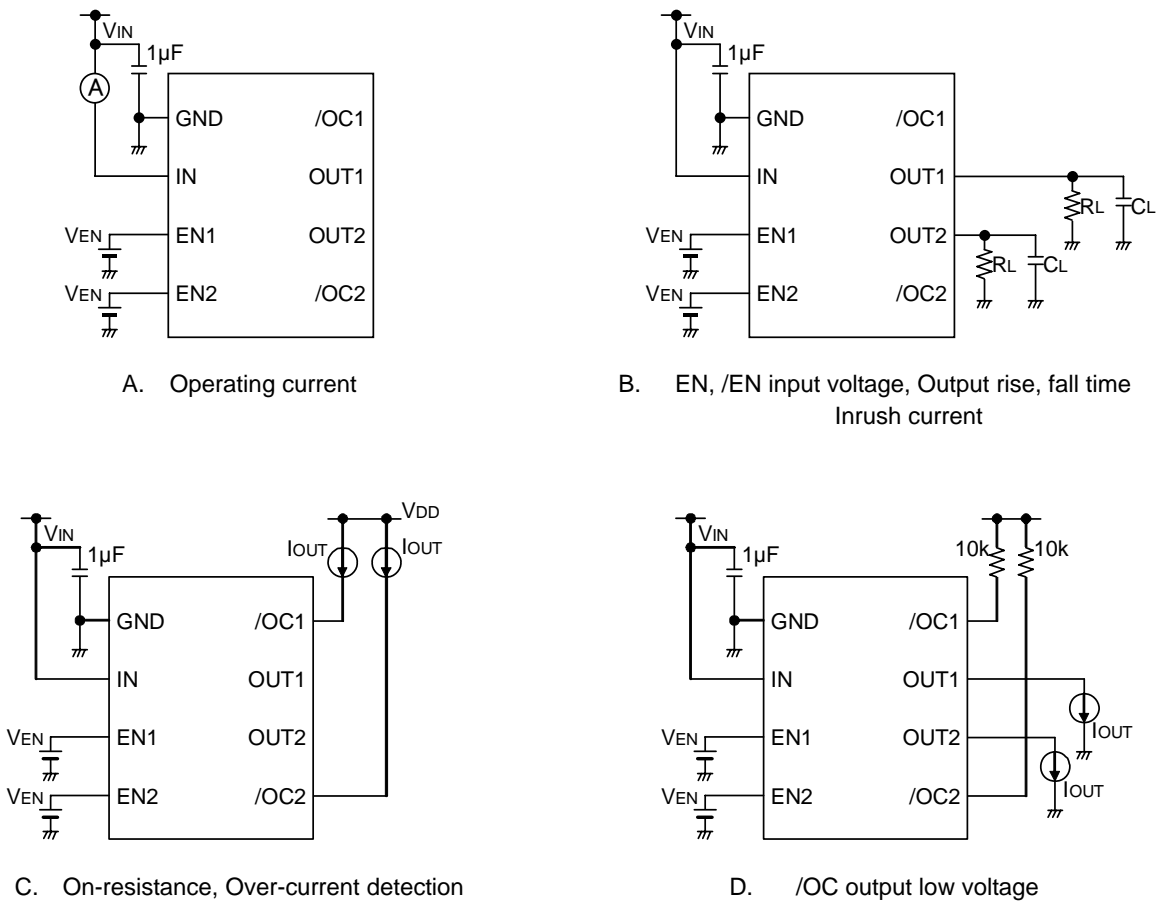 VIN
1µF
A
GND
/OC1
IN
OUT1
VEN
EN1
OUT2
VEN
EN2
/OC2
A. Operating current
VIN
1µF
GND
/OC1
IN
OUT1
RL
CL
VEN
EN1
OUT2
RL
CL
VEN
EN2
/OC2
B. EN, /EN input voltage, Output rise, fall time
Inrush current
VIN
1µF
VDD
IOUT
IOUT
GND
/OC1
IN
OUT1
VEN
EN1
OUT2
VEN
EN2
/OC2
C. On-resistance, Over-current detection
VIN
1µF
10k
10k
GND
/OC1
IN
OUT1
IOUT
VEN
EN1
OUT2
IOUT
VEN
EN2
/OC2
D. /OC output low voltage